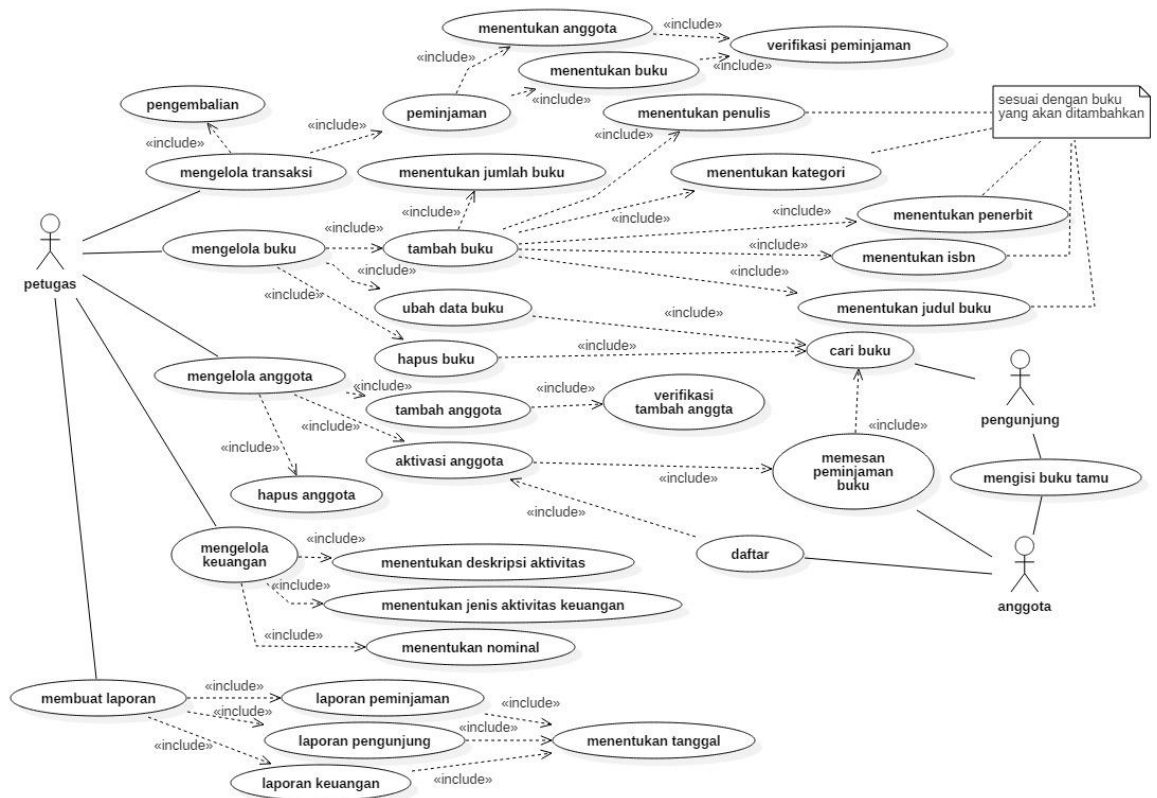 menentukan anggota
«include»
verifikasi peminjaman
«include»
menentukan buku
«include»
pengembalian
peminjaman
«include»
menentukan penulis
sesuai dengan buku
yang akan ditambahkan
«include»
«include»
mengelola transaksi
menentukan jumlah buku
«include»
menentukan kategori
«include»
«include»
menentukan penerbit
mengelola buku
«include»
tambah buku
«include»
«include»
menentukan isbn
petugas
«include»
«include»
ubah data buku
«include»
menentukan judul buku
hapus buku
«include»
cari buku
mengelola anggota
«include»
tambah anggota
«include»
verifikasi
tambah anggta
pengunjung
«include»
«include»
«include»
aktivasi anggota
«include»
memesan
peminjaman
buku
mengisi buku tamu
hapus anggota
«include»
mengelola
keuangan
«include»
menentukan deskripsi aktivitas
daftar
anggota
«include»
menentukan jenis aktivitas keuangan
«include»
menentukan nominal
membuat laporan
«include»
laporan peminjaman
«include»
«include»
laporan pengunjung
«include»
menentukan tanggal
«include»
laporan keuangan
«include»